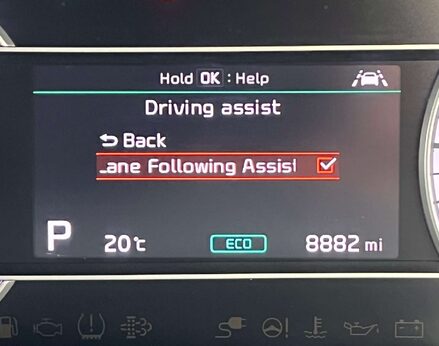 Hold OK : Help
Driving assist
Back
ane Following Assis
P 20℃ ECO 8882 mi